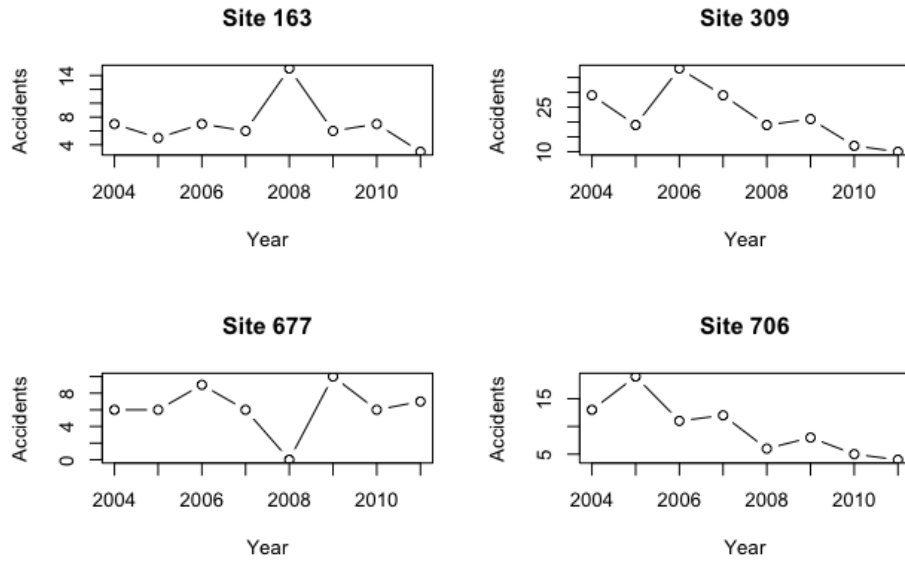 Site 163
Accidents
14
8
4
2004 2006 2008 2010
Year
Site 309
Accidents
25
10
2004 2006 2008 2010
Year
Site 677
Accidents
8
4
0
2004 2006 2008 2010
Year
Site 706
Accidents
15
5
2004 2006 2008 2010
Year